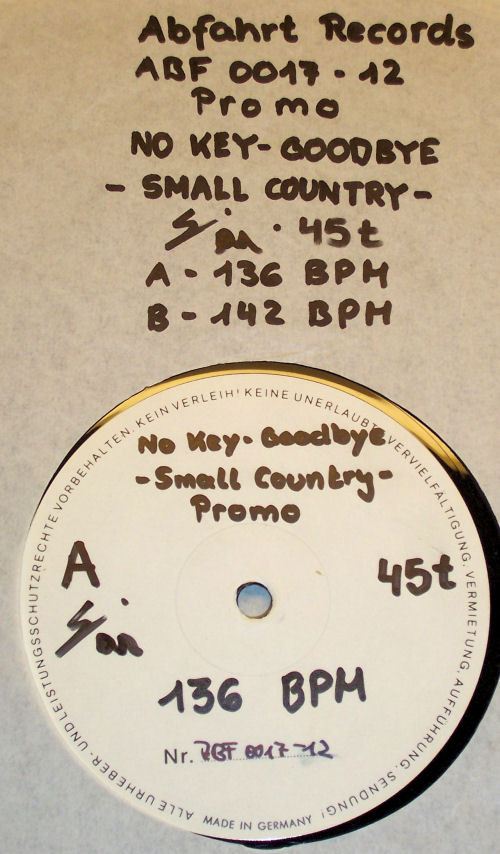 Abfahrt Records
ABF 0017-12
Promo
NO KEY-GOODBYE
- SMALL COUNTRY-
45t
A - 136 BPM
B - 142 BPM
ALLE URHEBER- UND LEISTUNGSSCHUTZRECHTE VORBEHALTEN. KEIN VERLEIH! KEINE UNERLAUBTE VERVIELFÄLTIGUNG, VERMIETUNG, AUFFÜHRUNG, SENDUNG!
No Key-Goodbye
-Small Country-
Promo
A
45t
136 BPM
Nr. ABF 0017-12
MADE IN GERMANY